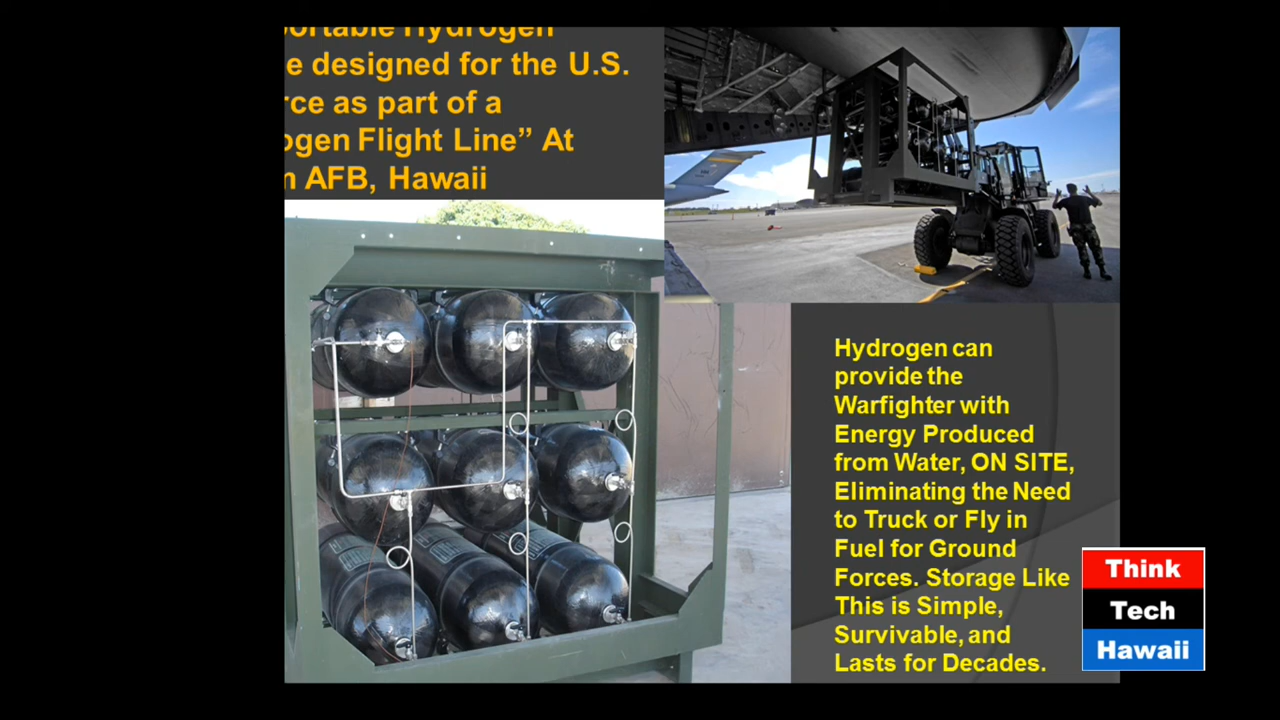 portable Hydrogen
e designed for the U.S.
rce as part of a
ogen Flight Line” At
m AFB, Hawaii
Hydrogen can
provide the
Warfighter with
Energy Produced
from Water, ON SITE,
Eliminating the Need
to Truck or Fly in
Fuel for Ground
Forces. Storage Like
This is Simple,
Survivable, and
Lasts for Decades.
Think
Tech
Hawaii